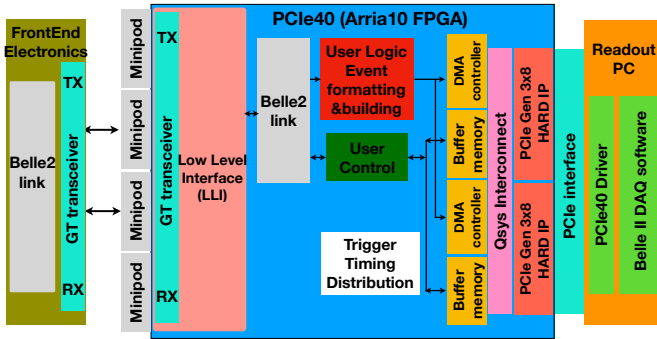 FrontEnd
Electronics
Belle2
link
TX
GT transceiver
RX
Minipod
Minipod
Minipod
Minipod
PCIe40 (Arria10 FPGA)
TX
GT transceiver
RX
Low Level
Interface
(LLI)
Belle2
link
User Logic
Event
formatting
&building
User
Control
Trigger
Timing
Distribution
DMA
controller
Buffer
memory
DMA
controller
Buffer
memory
Qsys Interconnect
PCIe Gen 3x8
HARD IP
PCIe Gen 3x8
HARD IP
PCIe interface
Readout
PC
PCIe40 Driver
Belle II DAQ software